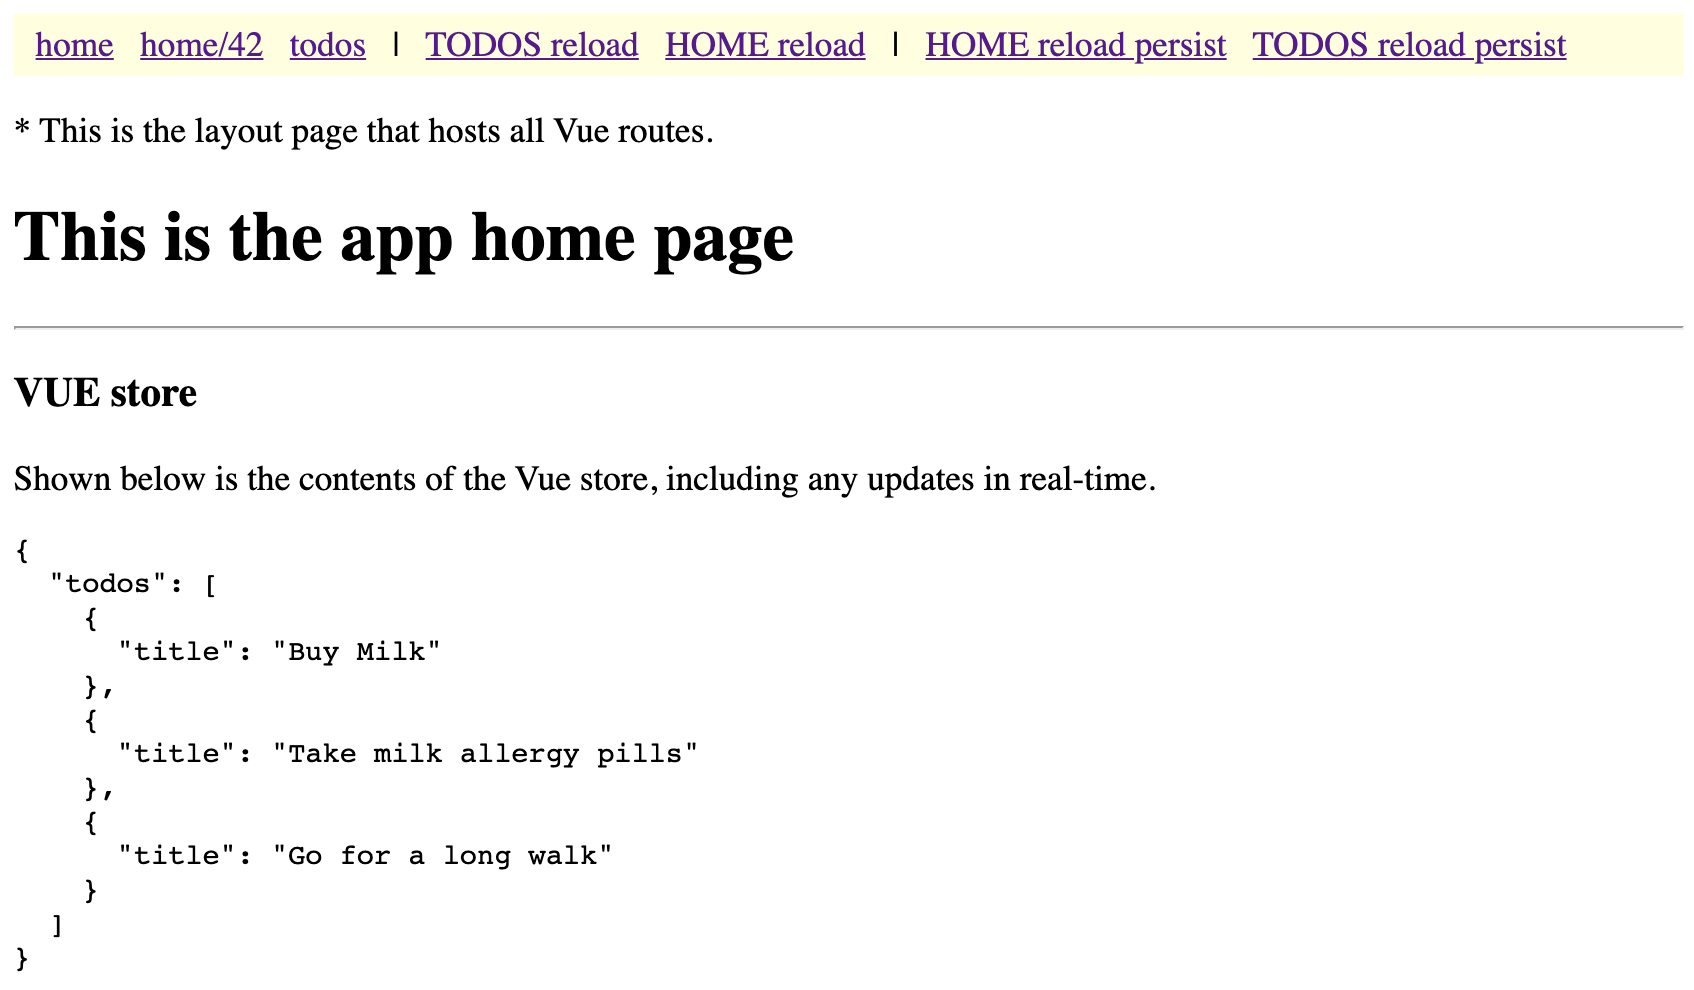 home home/42 todos | TODOS reload HOME reload | HOME reload persist TODOS reload persist
* This is the layout page that hosts all Vue routes.
This is the app home page
VUE store
Shown below is the contents of the Vue store, including any updates in real-time.
{
  "todos": [
    {
      "title": "Buy Milk"
    },
    {
      "title": "Take milk allergy pills"
    },
    {
      "title": "Go for a long walk"
    }
  ]
}